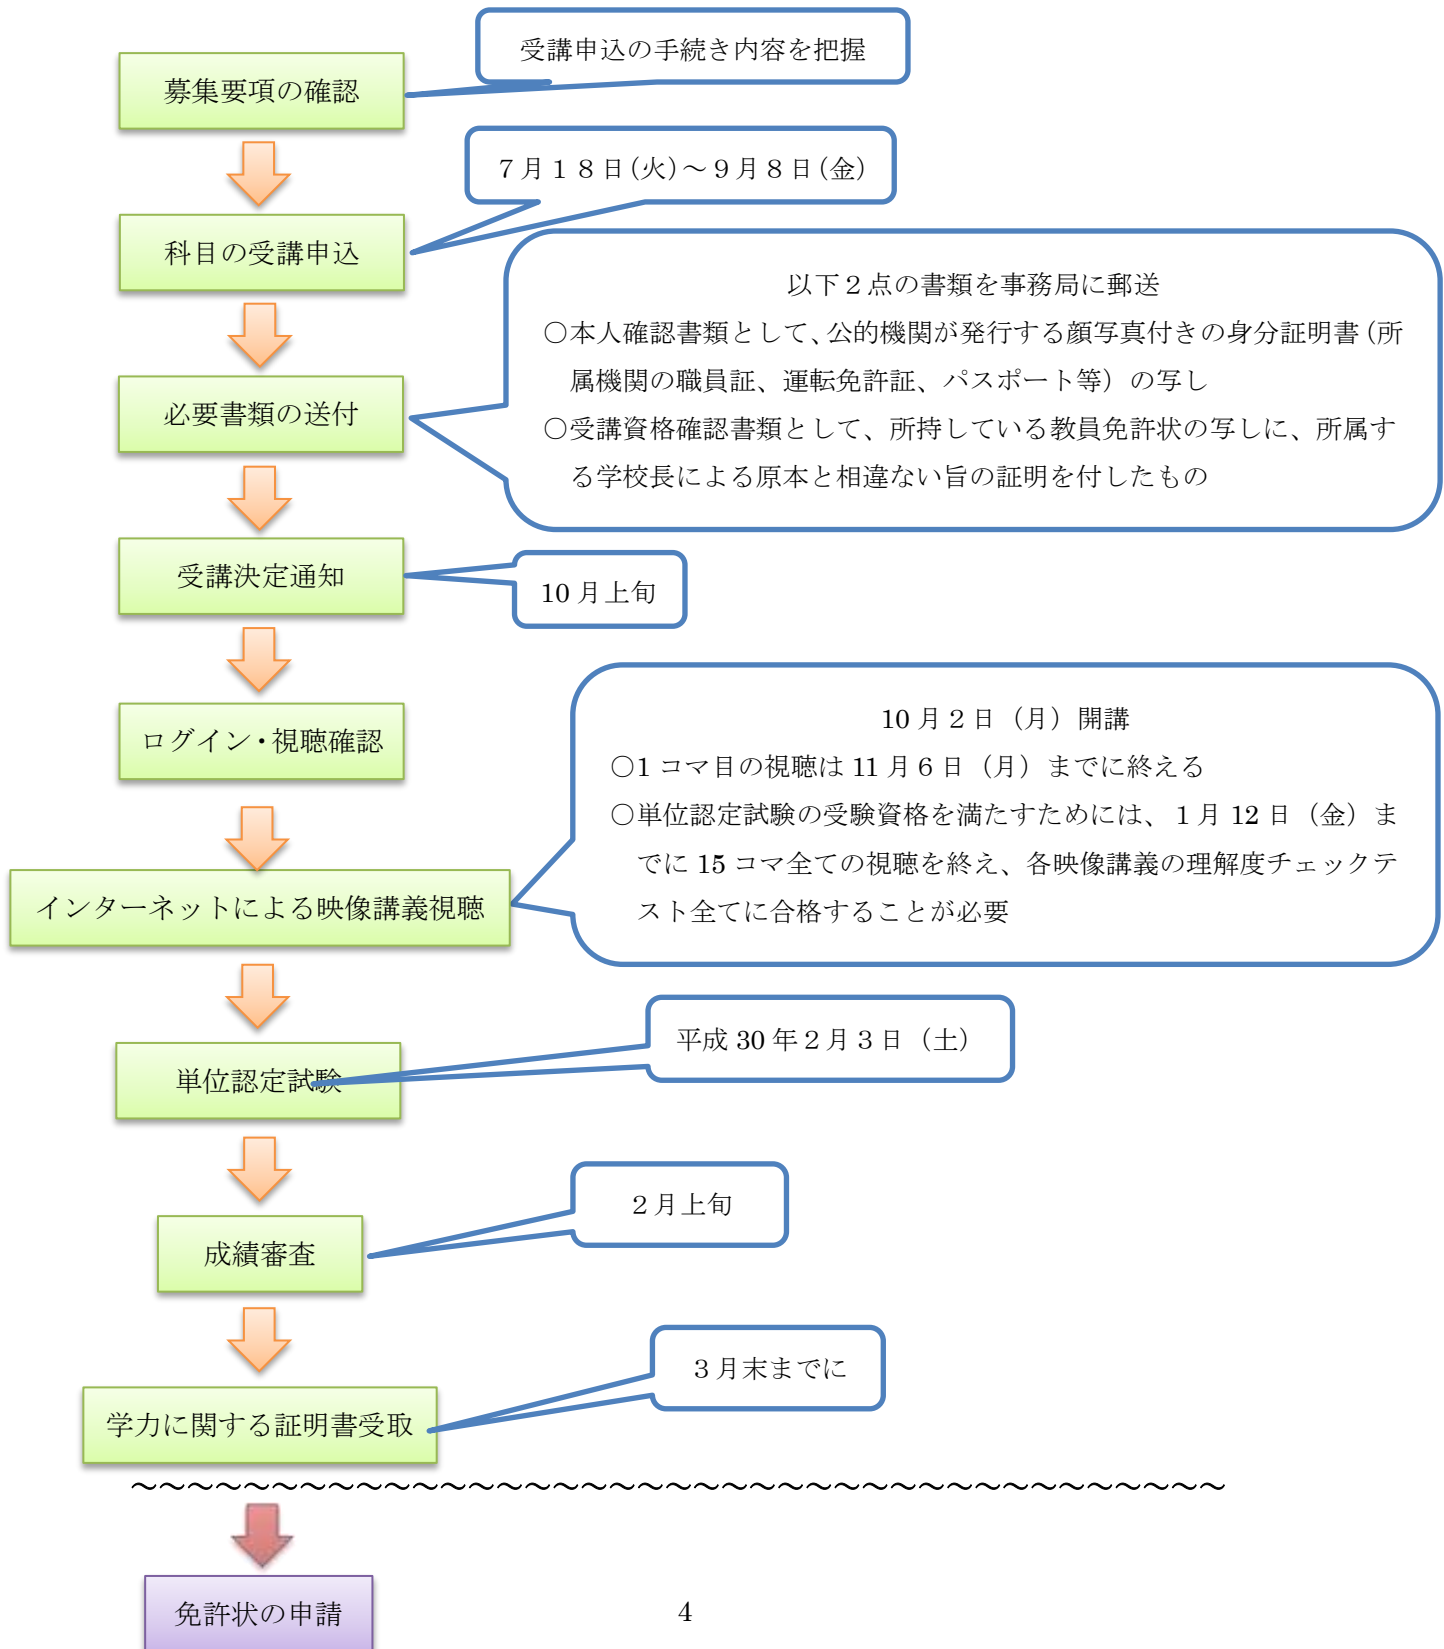 受講申込の手続き内容を把握
募集要項の確認
７月１８日(火)～９月８日(金)
科目の受講申込
以下２点の書類を事務局に郵送
○本人確認書類として、公的機関が発行する顔写真付きの身分証明書(所
属機関の職員証、運転免許証、パスポート等）の写し
○受講資格確認書類として、所持している教員免許状の写しに、所属す
る学校長による原本と相違ない旨の証明を付したもの
必要書類の送付
受講決定通知
10 月上旬
ログイン・視聴確認
10 月２日（月）開講
○1 コマ目の視聴は 11 月６日（月）までに終える
○単位認定試験の受験資格を満たすためには、１月 12 日（金）ま
でに 15 コマ全ての視聴を終え、各映像講義の理解度チェックテ
スト全てに合格することが必要
インターネットによる映像講義視聴
平成 30 年２月３日（土）
単位認定試験
２月上旬
成績審査
３月末までに
学力に関する証明書受取
～～～～～～～～～～～～～～～～～～～～～～～～～～～～～～～～～～～～～～～
免許状の申請
4